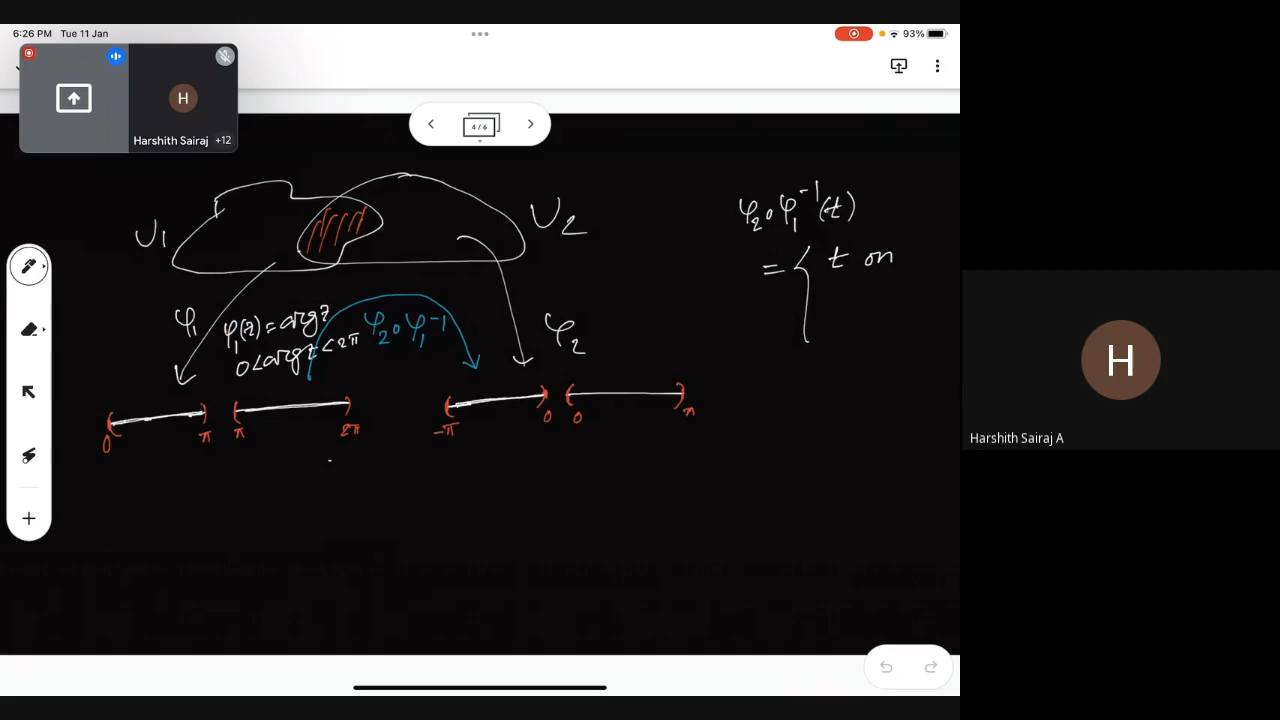 6:26 PM Tue 11 Jan
93%
H
Harshith Sairaj +12
4 / 6
U1
U2
φ2∘φ1^-1(t)
= { t on
φ1
φ1(z) = arg z
0 < arg z < 2π
φ2∘φ1^-1
φ2
0
π
π
2π
-π
0
0
π
H
Harshith Sairaj A